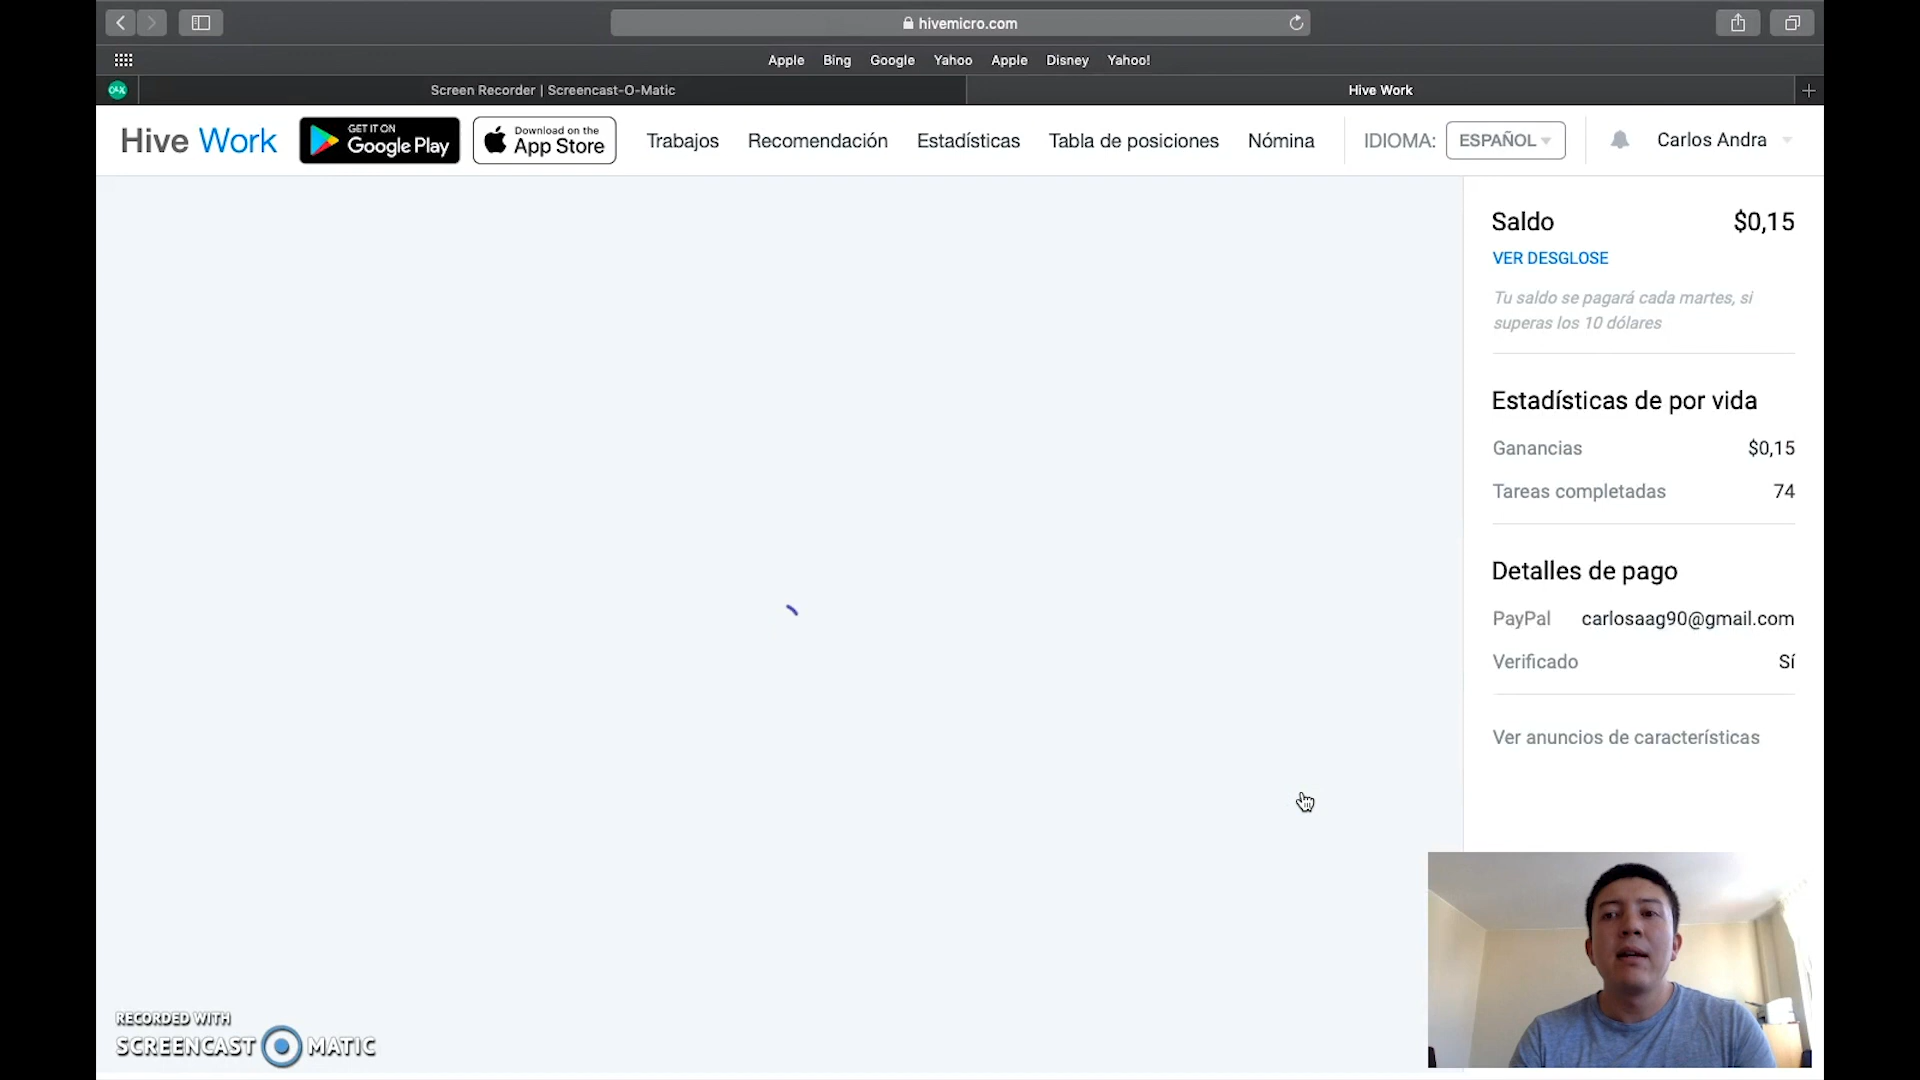 hivemicro.com
Apple Bing Google Yahoo Apple Disney Yahoo!
OLX
Screen Recorder | Screencast-O-Matic
Hive Work
Hive Work
GET IT ON
Google Play
Download on the
App Store
Trabajos Recomendación Estadísticas Tabla de posiciones Nómina
IDIOMA: ESPAÑOL
Carlos Andra
Saldo $0,15
VER DESGLOSE
Tu saldo se pagará cada martes, si
superas los 10 dólares
Estadísticas de por vida
Ganancias $0,15
Tareas completadas 74
Detalles de pago
PayPal carlosaag90@gmail.com
Verificado Sí
Ver anuncios de características
RECORDED WITH
SCREENCAST MATIC